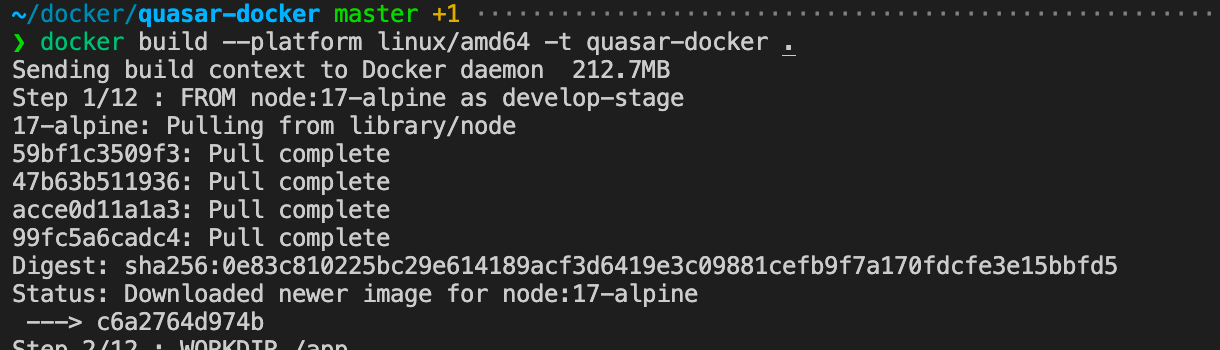 ~/docker/quasar-docker master +1
❯ docker build --platform linux/amd64 -t quasar-docker .
Sending build context to Docker daemon  212.7MB
Step 1/12 : FROM node:17-alpine as develop-stage
17-alpine: Pulling from library/node
59bf1c3509f3: Pull complete
47b63b511936: Pull complete
acce0d11a1a3: Pull complete
99fc5a6cadc4: Pull complete
Digest: sha256:0e83c810225bc29e614189acf3d6419e3c09881cefb9f7a170fdcfe3e15bbfd5
Status: Downloaded newer image for node:17-alpine
 ---> c6a2764d974b
Step 2/12 : WORKDIR /app